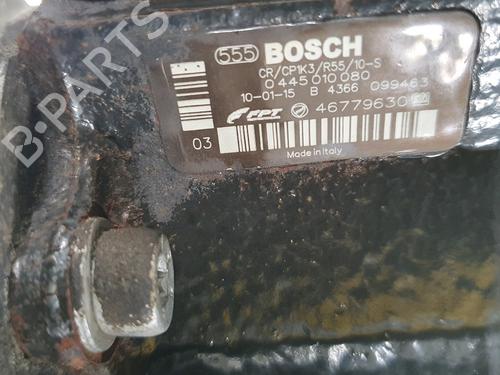 B-PARTS
555 BOSCH
CR/CP1K3/R55/10-S
0 445 010 080
10-01-15 B 4366 099463
FPT 46779630
03
Made in Italy